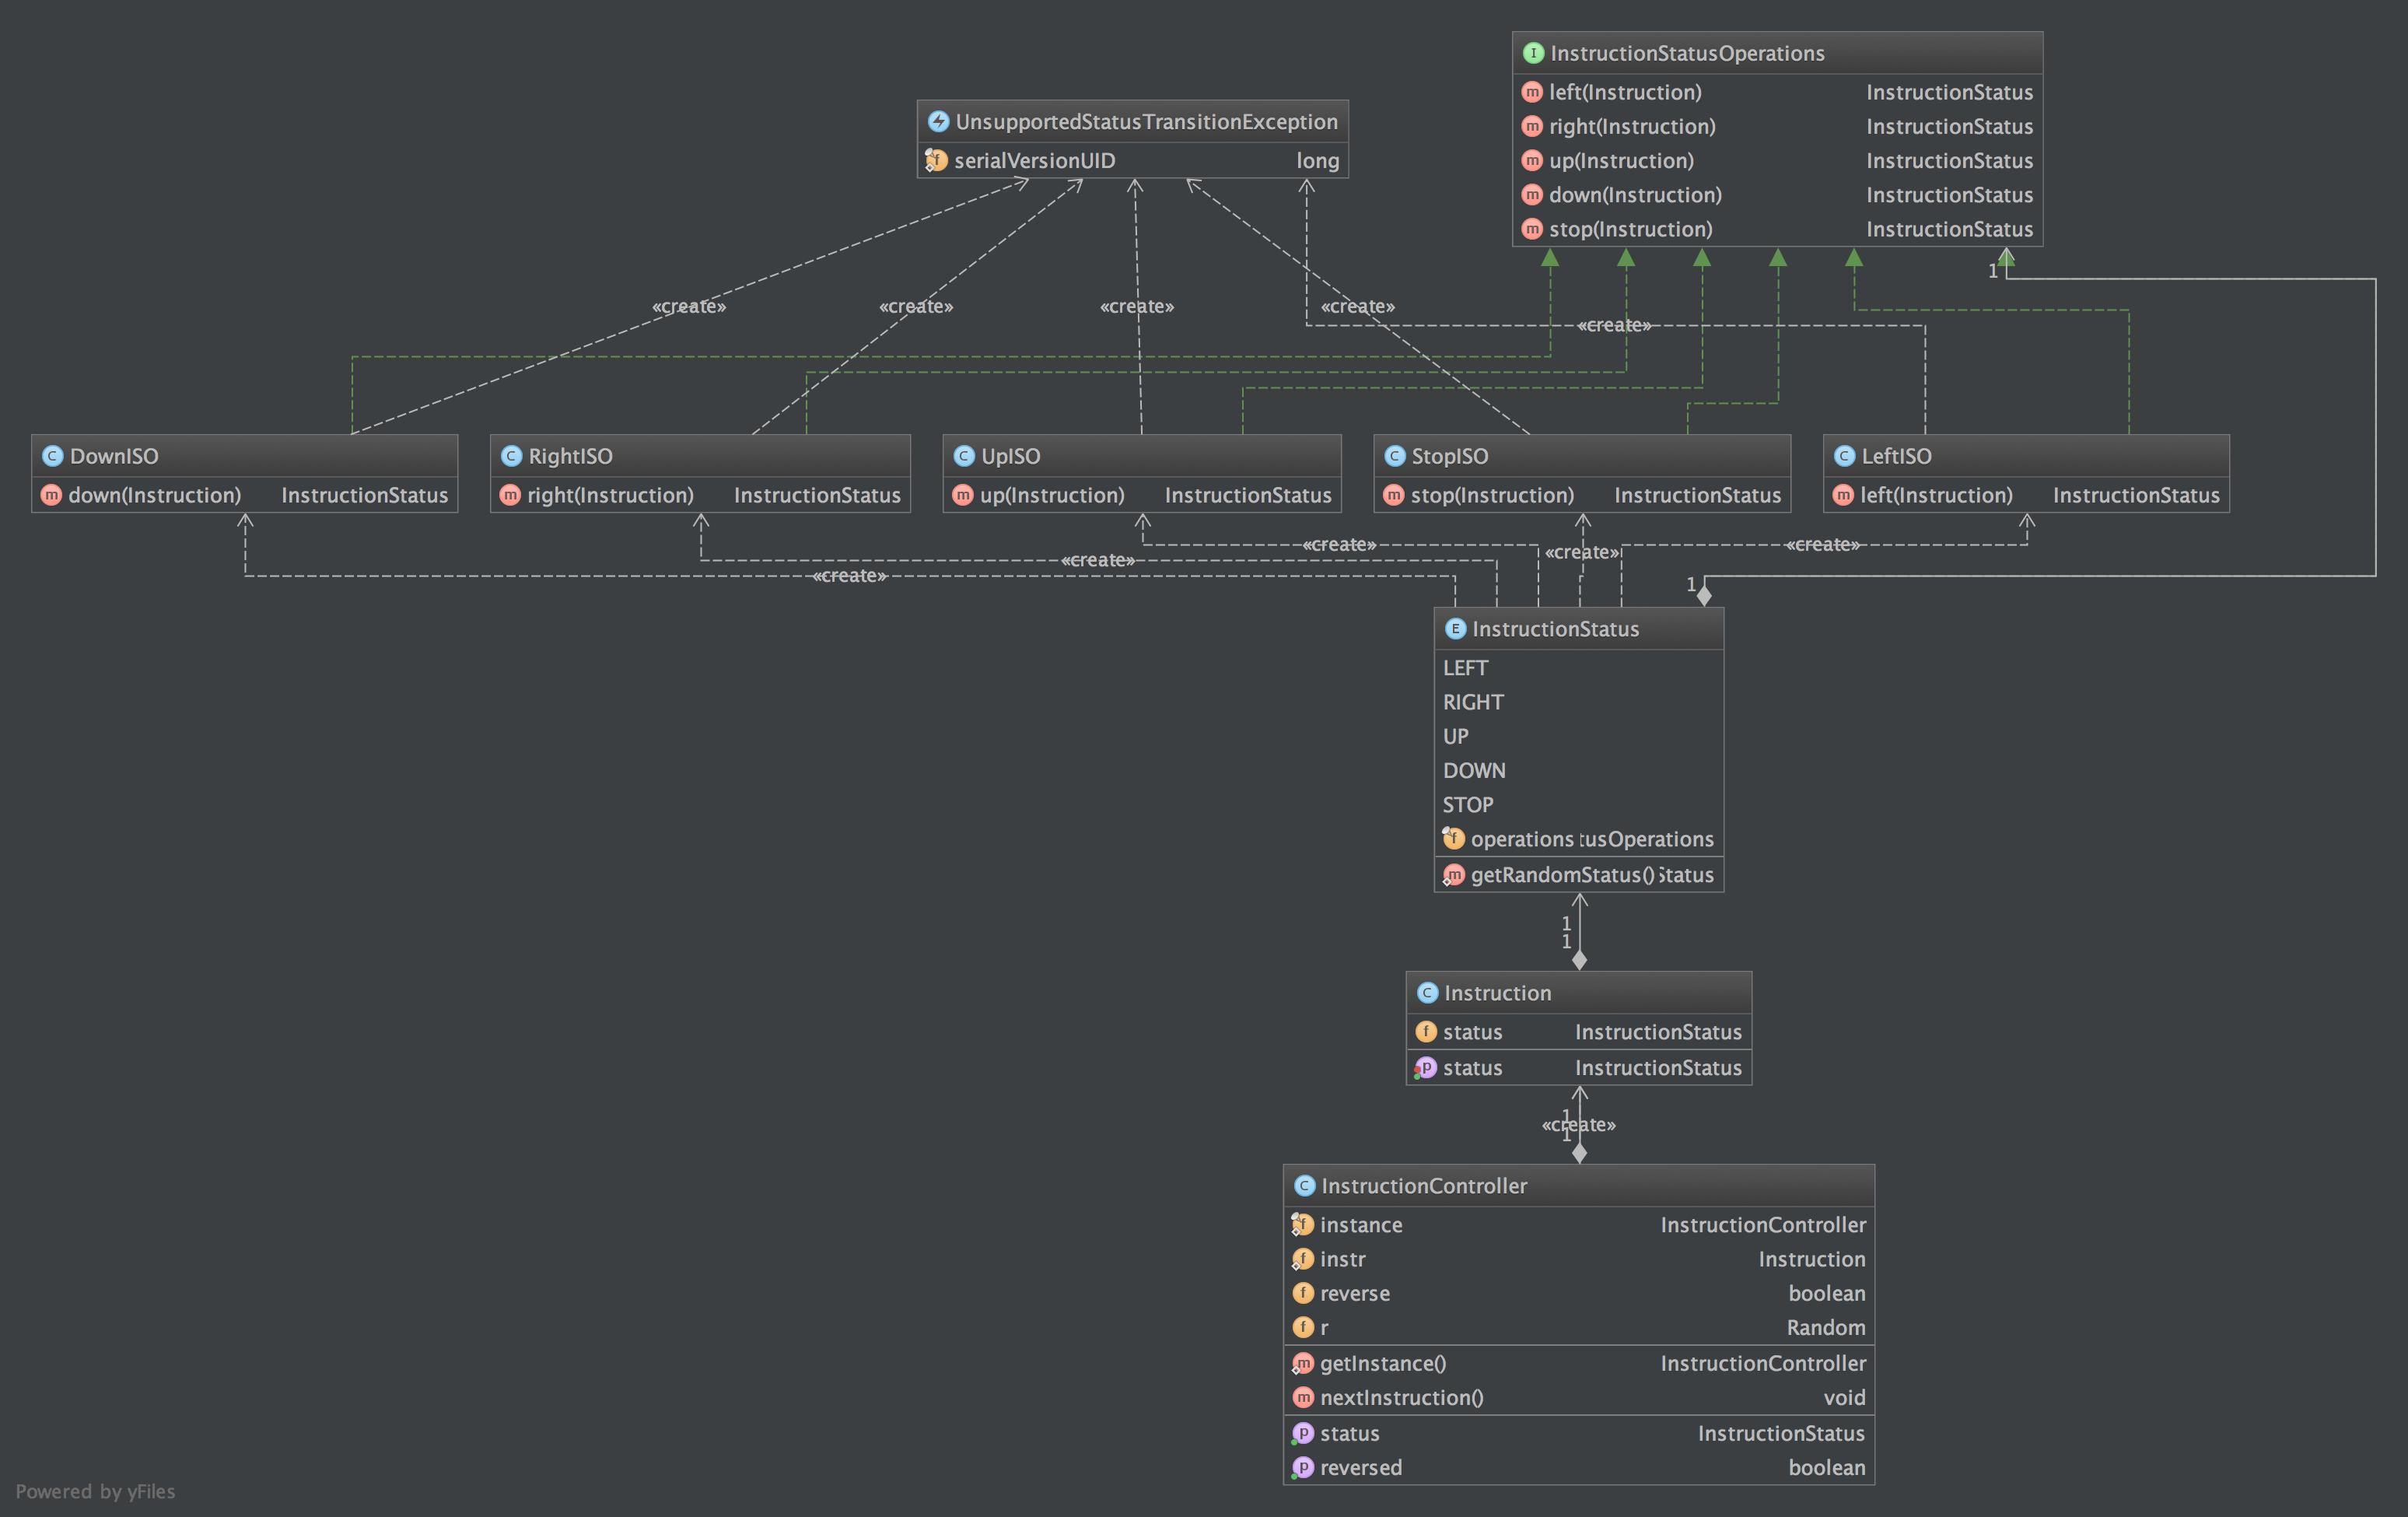 InstructionStatusOperations
left(Instruction) InstructionStatus
right(Instruction) InstructionStatus
up(Instruction) InstructionStatus
down(Instruction) InstructionStatus
stop(Instruction) InstructionStatus
UnsupportedStatusTransitionException
serialVersionUID long
1
«create» «create» «create» «create»
«create»
DownISO
down(Instruction) InstructionStatus
RightISO
right(Instruction) InstructionStatus
UpISO
up(Instruction) InstructionStatus
StopISO
stop(Instruction) InstructionStatus
LeftISO
left(Instruction) InstructionStatus
«create» «create» «create»
«create»
«create»
1
InstructionStatus
LEFT
RIGHT
UP
DOWN
STOP
operations tusOperations
getRandomStatus() Status
1
1
Instruction
status InstructionStatus
status InstructionStatus
1
«create»
1
InstructionController
instance InstructionController
instr Instruction
reverse boolean
r Random
getInstance() InstructionController
nextInstruction() void
status InstructionStatus
reversed boolean
Powered by yFiles